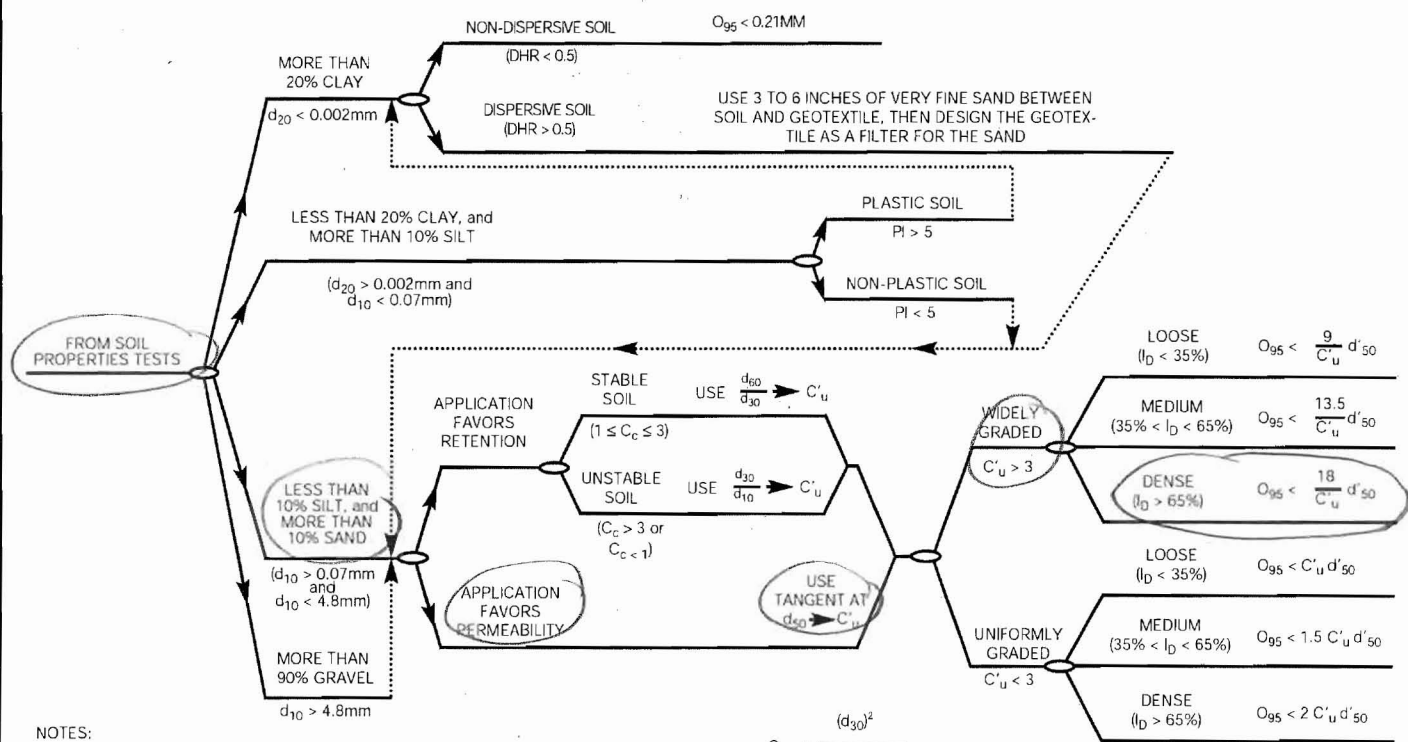 NON-DISPERSIVE SOIL O95 < 0.21MM
(DHR < 0.5)
MORE THAN
20% CLAY
d20 < 0.002mm
DISPERSIVE SOIL
(DHR > 0.5)
USE 3 TO 6 INCHES OF VERY FINE SAND BETWEEN
SOIL AND GEOTEXTILE, THEN DESIGN THE GEOTEX-
TILE AS A FILTER FOR THE SAND
LESS THAN 20% CLAY, and
MORE THAN 10% SILT
(d20 > 0.002mm and
d10 < 0.07mm)
PLASTIC SOIL
PI > 5
NON-PLASTIC SOIL
PI < 5
FROM SOIL
PROPERTIES TESTS
LESS THAN
10% SILT, and
MORE THAN
10% SAND
(d10 > 0.07mm
and
d10 < 4.8mm)
MORE THAN
90% GRAVEL
d10 > 4.8mm
APPLICATION
FAVORS
RETENTION
STABLE
SOIL
USE d60/d30 → C'u
(1 ≤ Cc ≤ 3)
UNSTABLE
SOIL
USE d30/d10 → C'u
(Cc > 3 or
Cc < 1)
APPLICATION
FAVORS
PERMEABILITY
USE
TANGENT AT
d50 → C'u
WIDELY
GRADED
C'u > 3
LOOSE
(ID < 35%)
O95 < 9/C'u d'50
MEDIUM
(35% < ID < 65%)
O95 < 13.5/C'u d'50
DENSE
(ID > 65%)
O95 < 18/C'u d'50
UNIFORMLY
GRADED
C'u < 3
LOOSE
(ID < 35%)
O95 < C'u d'50
MEDIUM
(35% < ID < 65%)
O95 < 1.5 C'u d'50
DENSE
(ID > 65%)
O95 < 2 C'u d'50
NOTES:
(d30)²